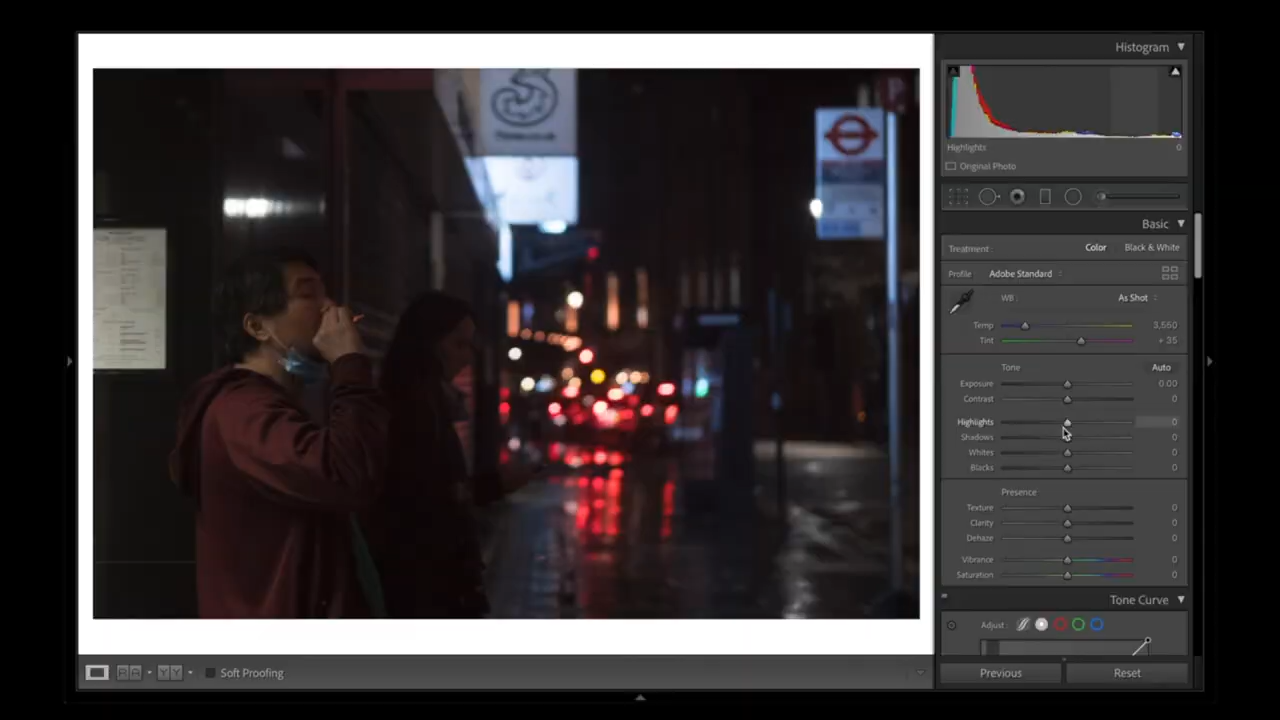 Histogram
Highlights 0
Original Photo
Basic
Treatment: Color Black & White
Profile Adobe Standard
WB: As Shot
Temp 3,550
Tint + 35
Tone Auto
Exposure 0.00
Contrast 0
Highlights 0
Shadows 0
Whites 0
Blacks 0
Presence
Texture 0
Clarity 0
Dehaze 0
Vibrance 0
Saturation 0
Tone Curve
Adjust:
Soft Proofing
Previous Reset
3